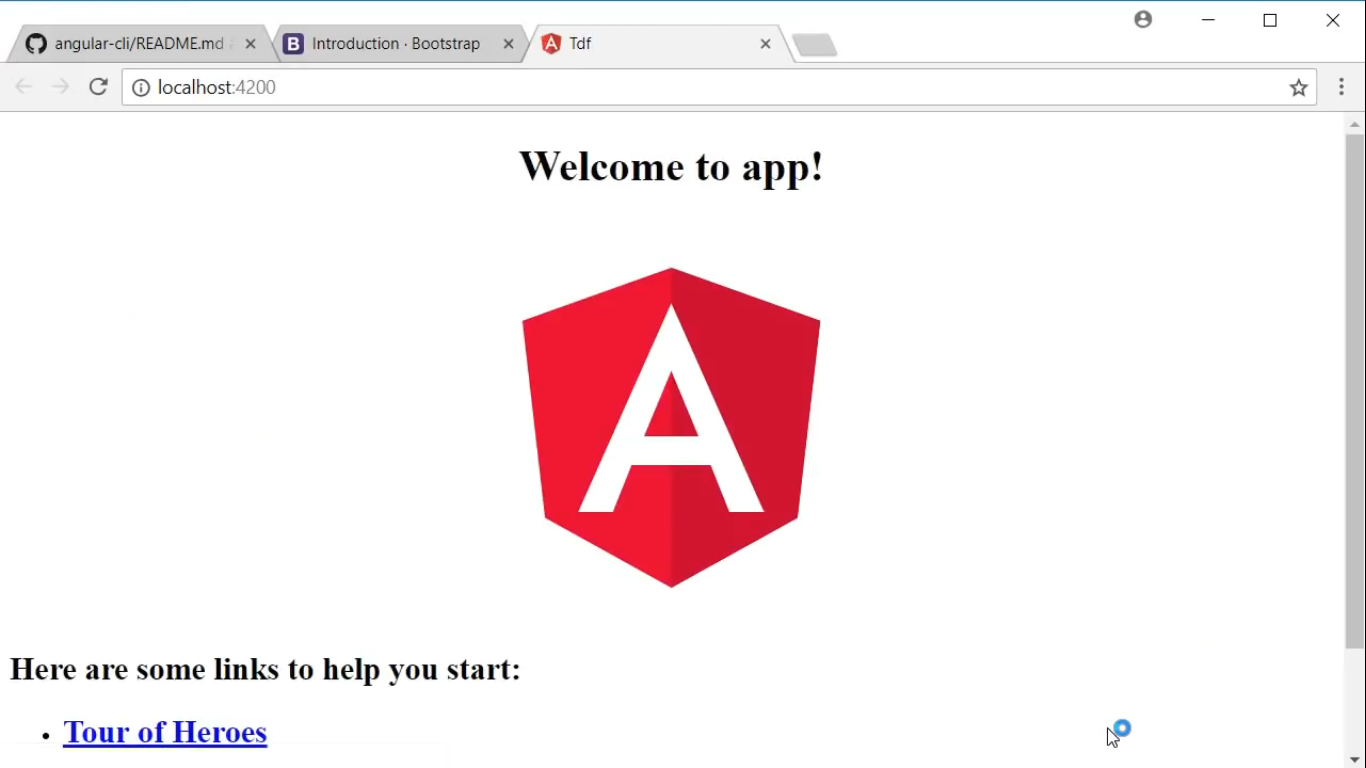 angular-cli/README.md
Introduction · Bootstrap
Tdf
localhost:4200
Welcome to app!
A
Here are some links to help you start:
• Tour of Heroes